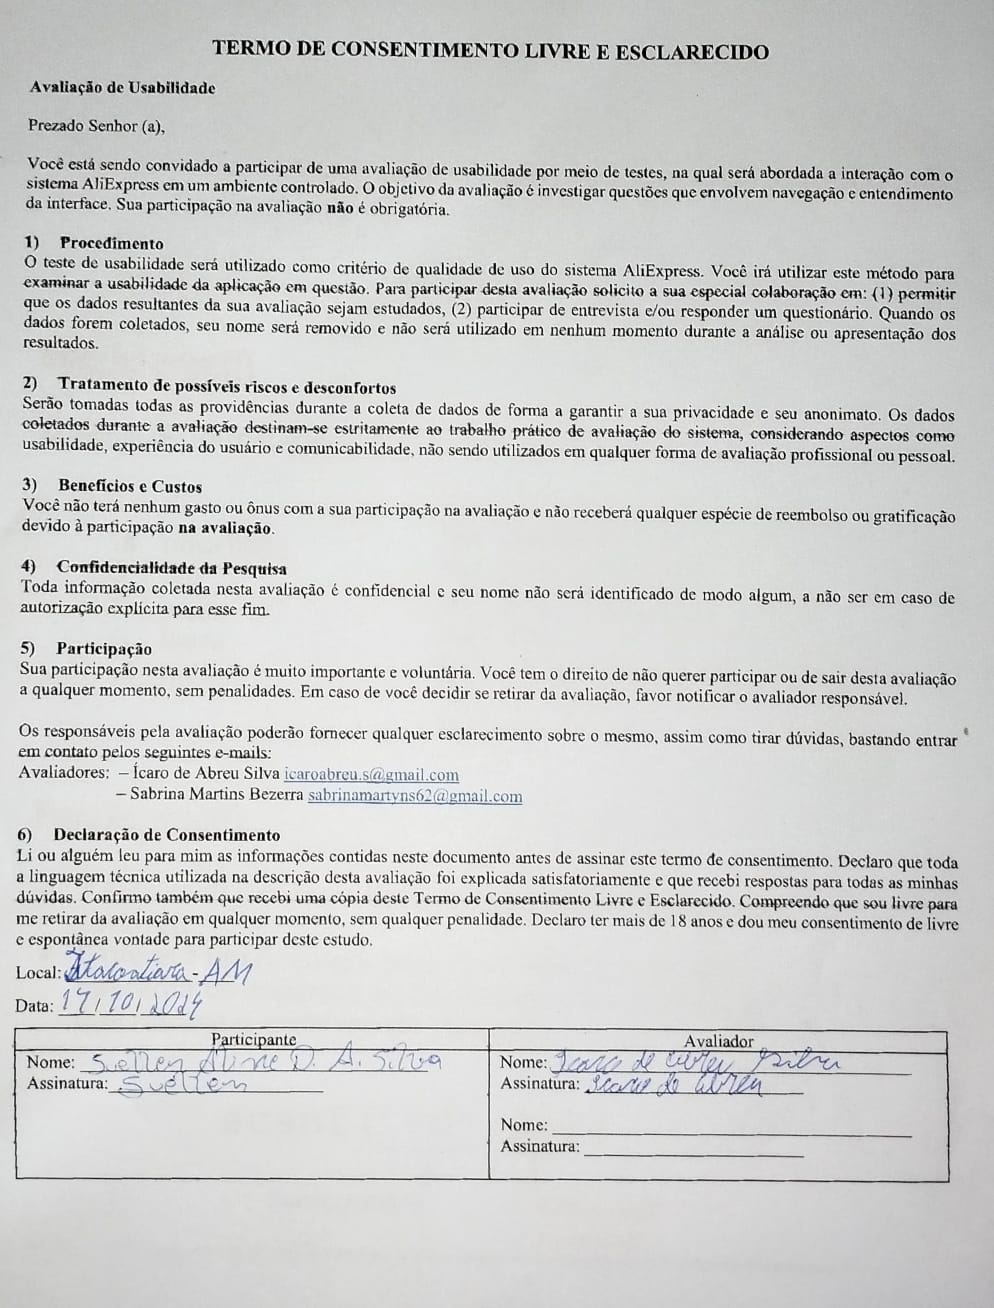 TERMO DE CONSENTIMENTO LIVRE E ESCLARECIDO
Avaliação de Usabilidade
Prezado Senhor (a),
Você está sendo convidado a participar de uma avaliação de usabilidade por meio de testes, na qual será abordada a interação com o
sistema AliExpress em um ambiente controlado. O objetivo da avaliação é investigar questões que envolvem navegação e entendimento
da interface. Sua participação na avaliação não é obrigatória.
1) Procedimento
O teste de usabilidade será utilizado como critério de qualidade de uso do sistema AliExpress. Você irá utilizar este método para
examinar a usabilidade da aplicação em questão. Para participar desta avaliação solicito a sua especial colaboração em: (1) permitir
que os dados resultantes da sua avaliação sejam estudados, (2) participar de entrevista e/ou responder um questionário. Quando os
dados forem coletados, seu nome será removido e não será utilizado em nenhum momento durante a análise ou apresentação dos
resultados.
2) Tratamento de possíveis riscos e desconfortos
Serão tomadas todas as providências durante a coleta de dados de forma a garantir a sua privacidade e seu anonimato. Os dados
coletados durante a avaliação destinam-se estritamente ao trabalho prático de avaliação do sistema, considerando aspectos como
usabilidade, experiência do usuário e comunicabilidade, não sendo utilizados em qualquer forma de avaliação profissional ou pessoal.
3) Benefícios e Custos
Você não terá nenhum gasto ou ônus com a sua participação na avaliação e não receberá qualquer espécie de reembolso ou gratificação
devido à participação na avaliação.
4) Confidencialidade da Pesquisa
Toda informação coletada nesta avaliação é confidencial e seu nome não será identificado de modo algum, a não ser em caso de
autorização explícita para esse fim.
5) Participação
Sua participação nesta avaliação é muito importante e voluntária. Você tem o direito de não querer participar ou de sair desta avaliação
a qualquer momento, sem penalidades. Em caso de você decidir se retirar da avaliação, favor notificar o avaliador responsável.
Os responsáveis pela avaliação poderão fornecer qualquer esclarecimento sobre o mesmo, assim como tirar dúvidas, bastando entrar
em contato pelos seguintes e-mails:
Avaliadores: – Ícaro de Abreu Silva icaroabreu.s@gmail.com
– Sabrina Martins Bezerra sabrinamartyns62@gmail.com
6) Declaração de Consentimento
Li ou alguém leu para mim as informações contidas neste documento antes de assinar este termo de consentimento. Declaro que toda
a linguagem técnica utilizada na descrição desta avaliação foi explicada satisfatoriamente e que recebi respostas para todas as minhas
dúvidas. Confirmo também que recebi uma cópia deste Termo de Consentimento Livre e Esclarecido. Compreendo que sou livre para
me retirar da avaliação em qualquer momento, sem qualquer penalidade. Declaro ter mais de 18 anos e dou meu consentimento de livre
e espontânea vontade para participar deste estudo.
Local: Itacoatiara - AM
Data: 17/10/2024
Participante
Nome: Suellen Aline D. A. Silva
Assinatura: Suellen
Avaliador
Nome: Icaro de Abreu Silva
Assinatura: Icaro de Abreu
Nome:
Assinatura: